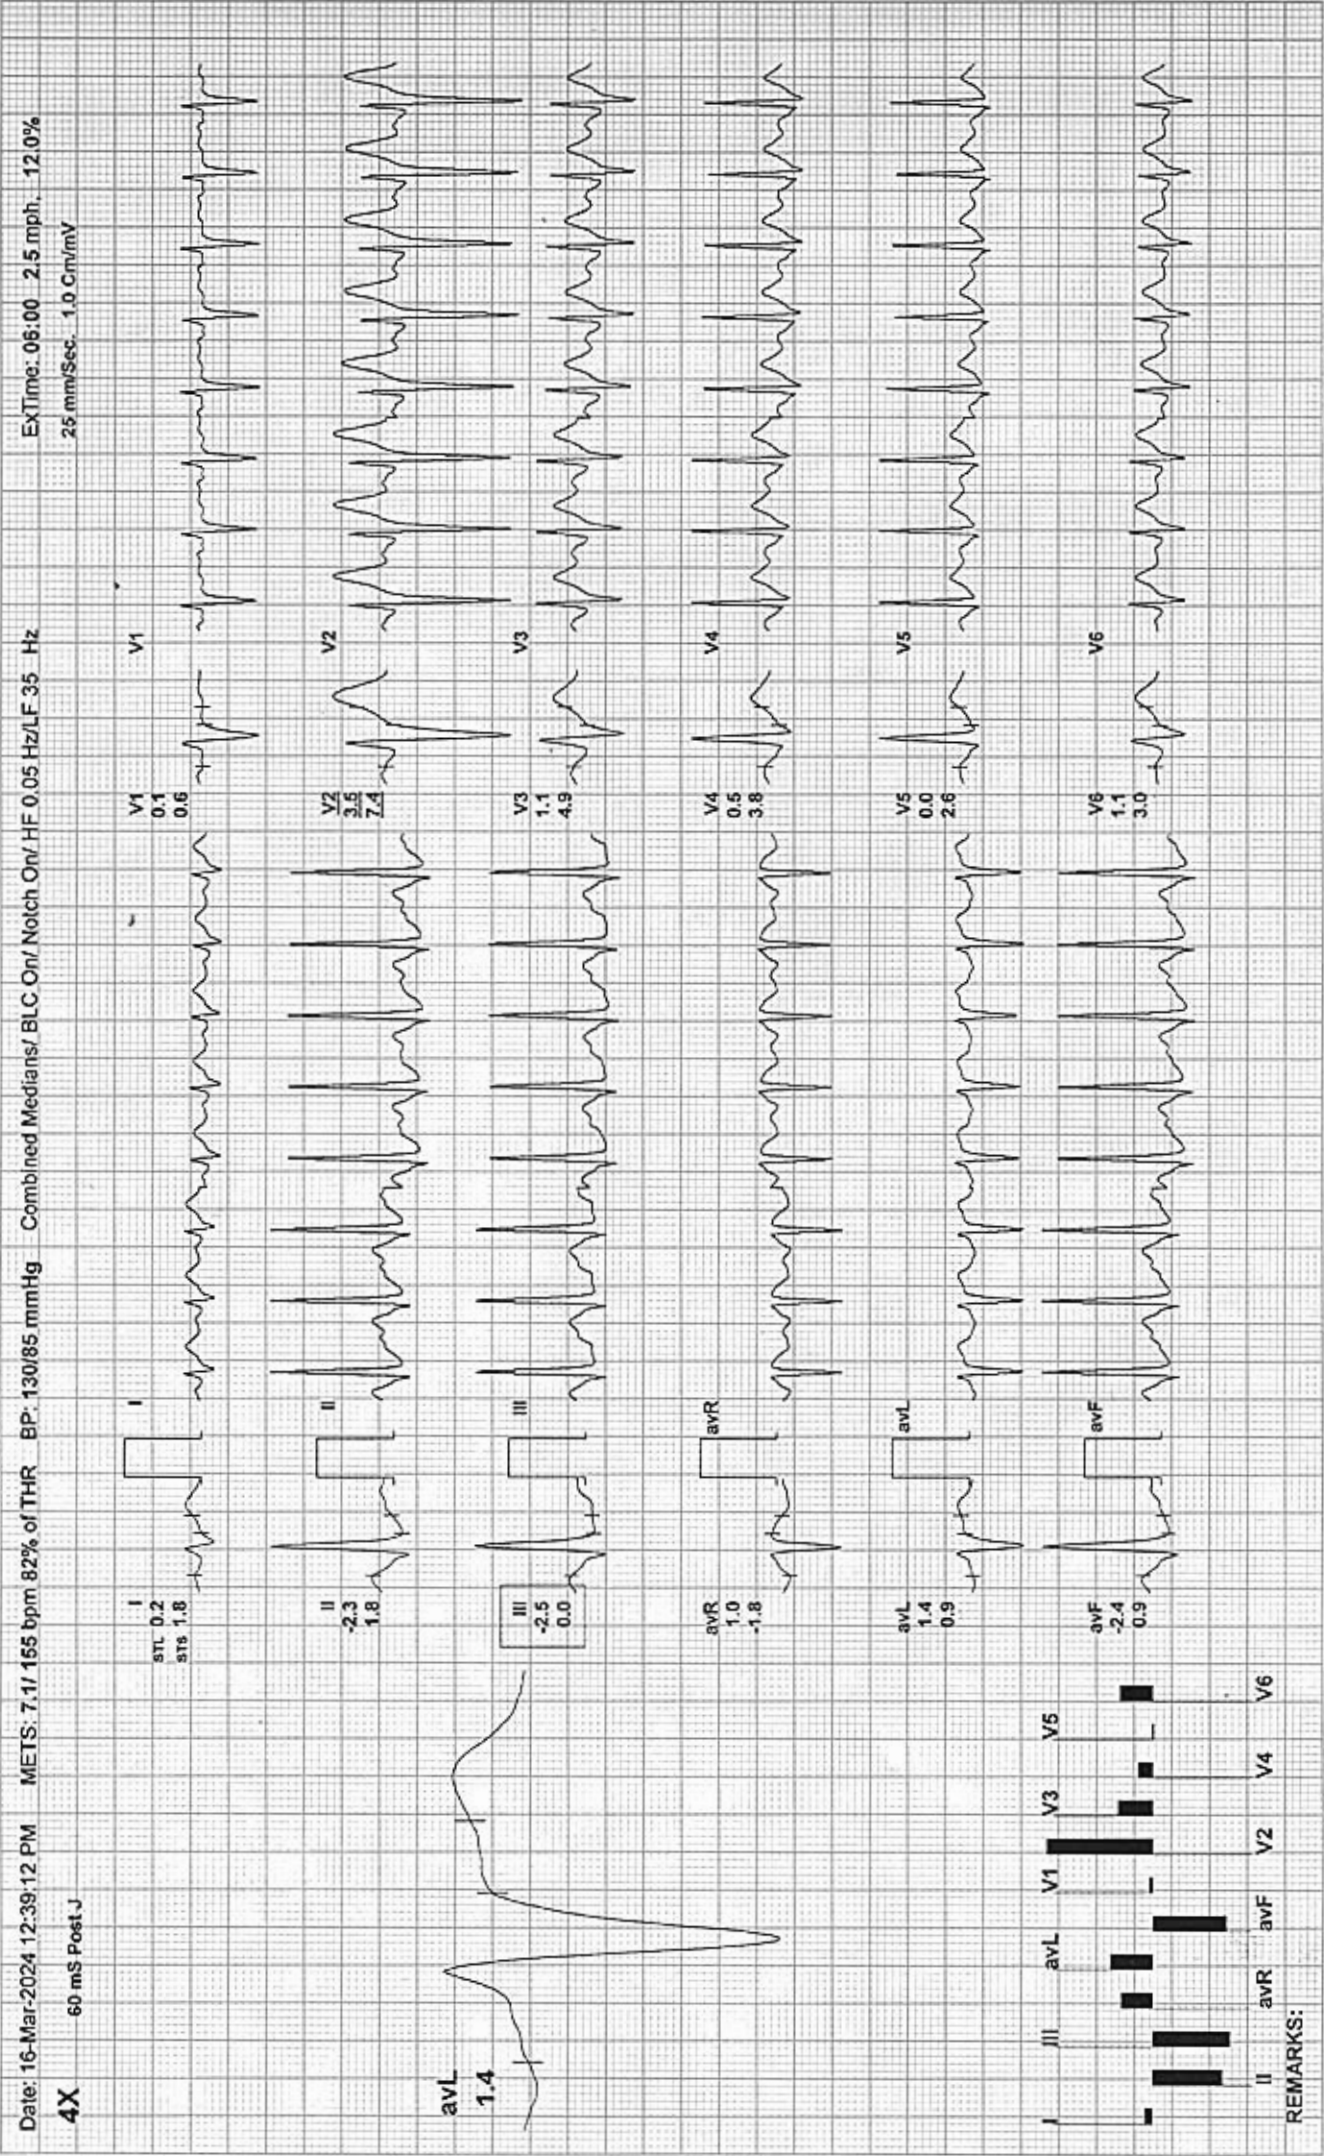 Date: 16-Mar-2024 12:39:12 PM METS: 7.1/ 155 bpm 82% of THR BP: 130/85 mmHg Combined Medians/ BLC On/ Notch On/ HF 0.05 Hz/LF 35 Hz ExTime: 06:00 2.5 mph, 12.0%
4X 60 mS Post J 25 mm/Sec. 1.0 Cm/mV
avL
1.4
I
STL 0.2
STS 1.8
I
II
-2.3
1.8
II
III
-2.5
0.0
III
avR
1.0
-1.8
avR
avL
1.4
0.9
avL
avF
-2.4
0.9
avF
V1
0.1
0.6
V1
V2
3.5
7.4
V2
V3
1.1
4.9
V3
V4
0.5
3.8
V4
V5
0.0
2.6
V5
V6
1.1
3.0
V6
I III avL V1 V3 V5
II avR avF V2 V4 V6
REMARKS: